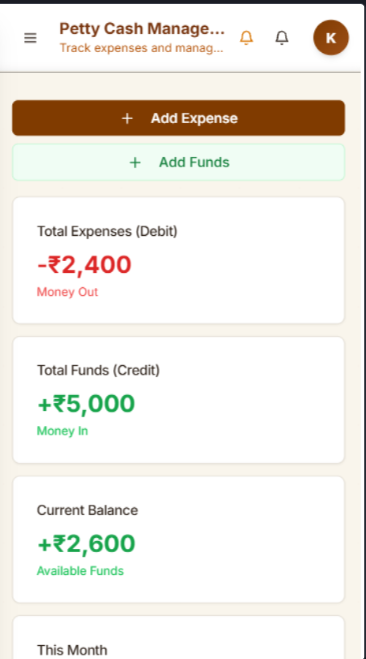 Petty Cash Manage...
Track expenses and manag...
K
+ Add Expense
+ Add Funds
Total Expenses (Debit)
-₹2,400
Money Out
Total Funds (Credit)
+₹5,000
Money In
Current Balance
+₹2,600
Available Funds
This Month